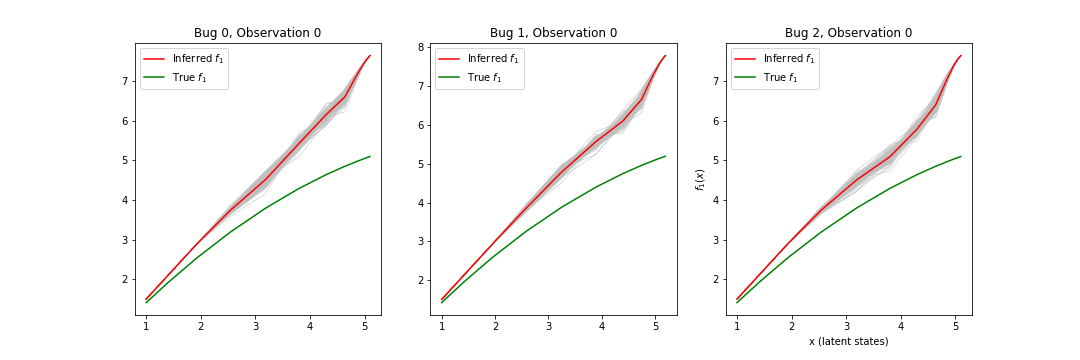 Bug 0, Observation 0
Inferred f₁
True f₁
7
6
5
4
3
2
1 2 3 4 5
Bug 1, Observation 0
Inferred f₁
True f₁
8
7
6
5
4
3
2
1 2 3 4 5
Bug 2, Observation 0
Inferred f₁
True f₁
f₁(x)
7
6
5
4
3
2
1 2 3 4 5
x (latent states)